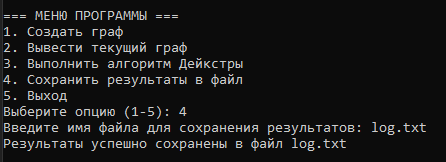 === МЕНЮ ПРОГРАММЫ ===
1. Создать граф
2. Вывести текущий граф
3. Выполнить алгоритм Дейкстры
4. Сохранить результаты в файл
5. Выход
Выберите опцию (1-5): 4
Введите имя файла для сохранения результатов: log.txt
Результаты успешно сохранены в файл log.txt